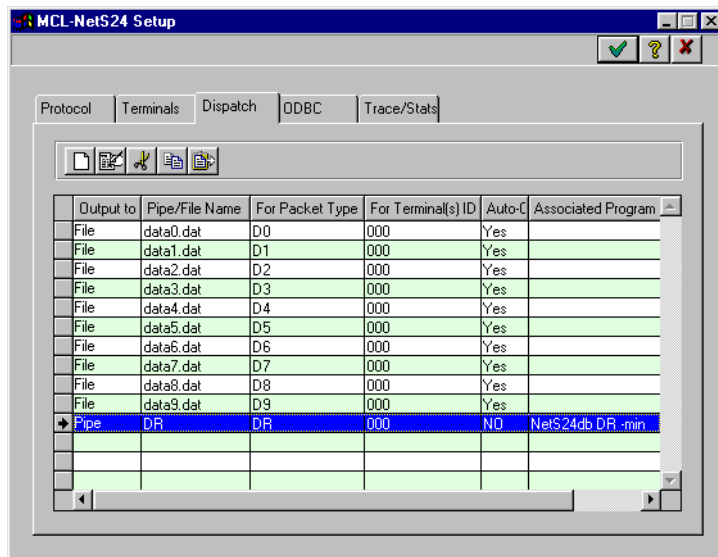 MCL-NetS24 Setup
Protocol Terminals Dispatch ODBC Trace/Stats
Output to Pipe/File Name For Packet Type For Terminal(s) ID Auto-C Associated Program
File data0.dat D0 000 Yes
File data1.dat D1 000 Yes
File data2.dat D2 000 Yes
File data3.dat D3 000 Yes
File data4.dat D4 000 Yes
File data5.dat D5 000 Yes
File data6.dat D6 000 Yes
File data7.dat D7 000 Yes
File data8.dat D8 000 Yes
File data9.dat D9 000 Yes
Pipe DR DR 000 NO NetS24db DR -min